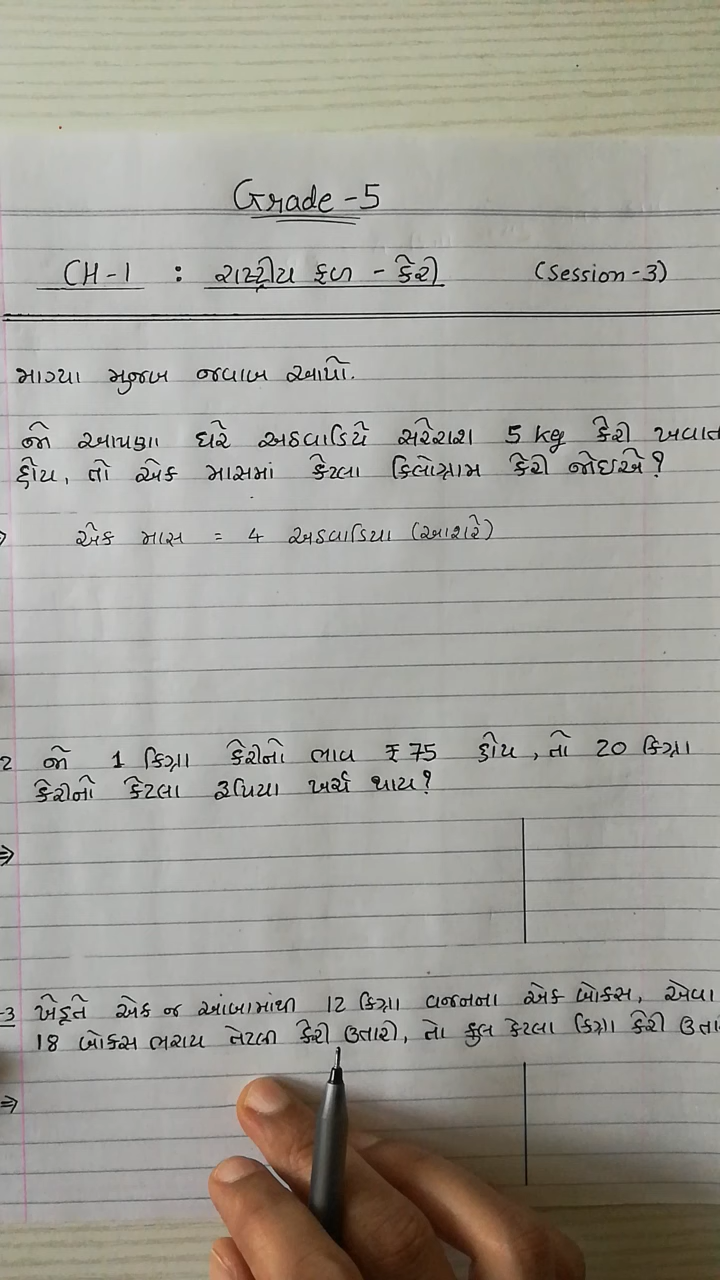 Grade-5
CH-1 : રાષ્ટ્રીય ફળ - કેરી (Session-3)
માગ્યા મુજબ જવાબ આપો.
જો આપણા ઘરે અઠવાડિયે સરેરાશ 5 kg કેરી ખવાત
હોય, તો એક માસમાં કેટલા કિલોગ્રામ કેરી જોઇએ?
એક માસ = 4 અઠવાડિયા (આશરે)
2 જો 1 કિગ્રા કેરીનો ભાવ ₹75 હોય, તો 20 કિગ્રા
કેરીનો કેટલા રૂપિયા ખર્ચ થાય?
⇒
-3 ખેડૂતે એક જ આંબામાંથી 12 કિગ્રા વજનના એક બોક્સ, એવા
18 બોક્સ ભરાય તેટલી કેરી ઉતારી, તો કુલ કેટલા કિગ્રા કેરી ઉતા
⇒